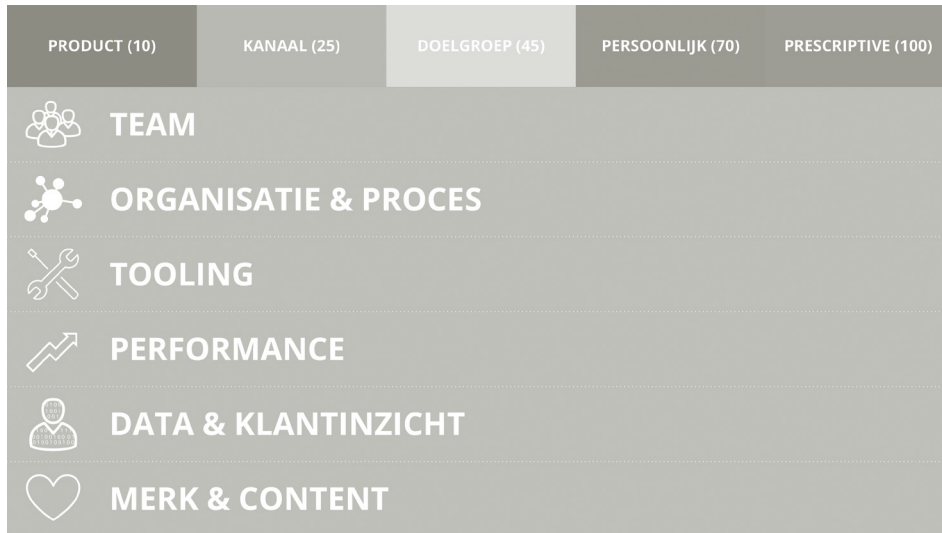 PRODUCT (10) KANAAL (25) DOELGROEP (45) PERSOONLIJK (70) PRESCRIPTIVE (100)
TEAM
ORGANISATIE & PROCES
TOOLING
PERFORMANCE
DATA & KLANTINZICHT
MERK & CONTENT